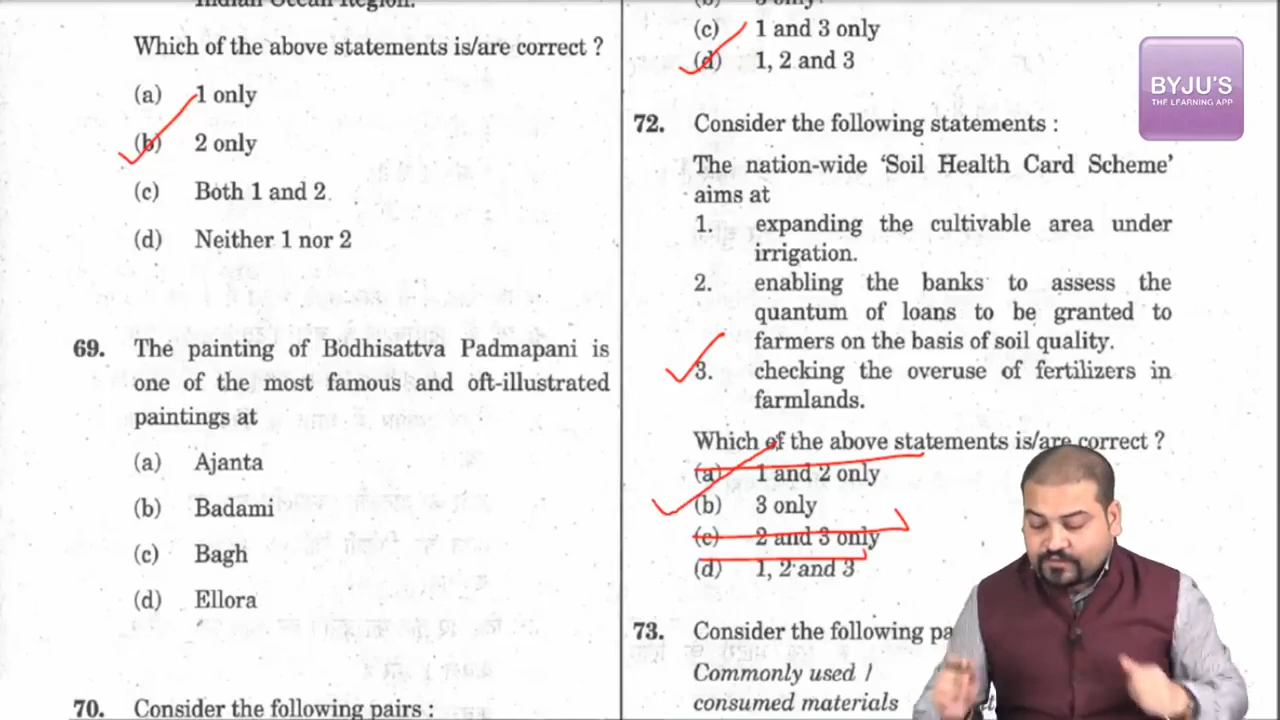 Indian Ocean Region.
Which of the above statements is/are correct ?
(a) 1 only
(b) 2 only
(c) Both 1 and 2
(d) Neither 1 nor 2
69. The painting of Bodhisattva Padmapani is
one of the most famous and oft-illustrated
paintings at
(a) Ajanta
(b) Badami
(c) Bagh
(d) Ellora
70. Consider the following pairs :
(c) 1 and 3 only
(d) 1, 2 and 3
72. Consider the following statements :
The nation-wide 'Soil Health Card Scheme'
aims at
1. expanding the cultivable area under
irrigation.
2. enabling the banks to assess the
quantum of loans to be granted to
farmers on the basis of soil quality.
3. checking the overuse of fertilizers in
farmlands.
Which of the above statements is/are correct ?
(a) 1 and 2 only
(b) 3 only
(c) 2 and 3 only
(d) 1, 2 and 3
73. Consider the following
Commonly used /
consumed materials
BYJU'S
THE LEARNING APP